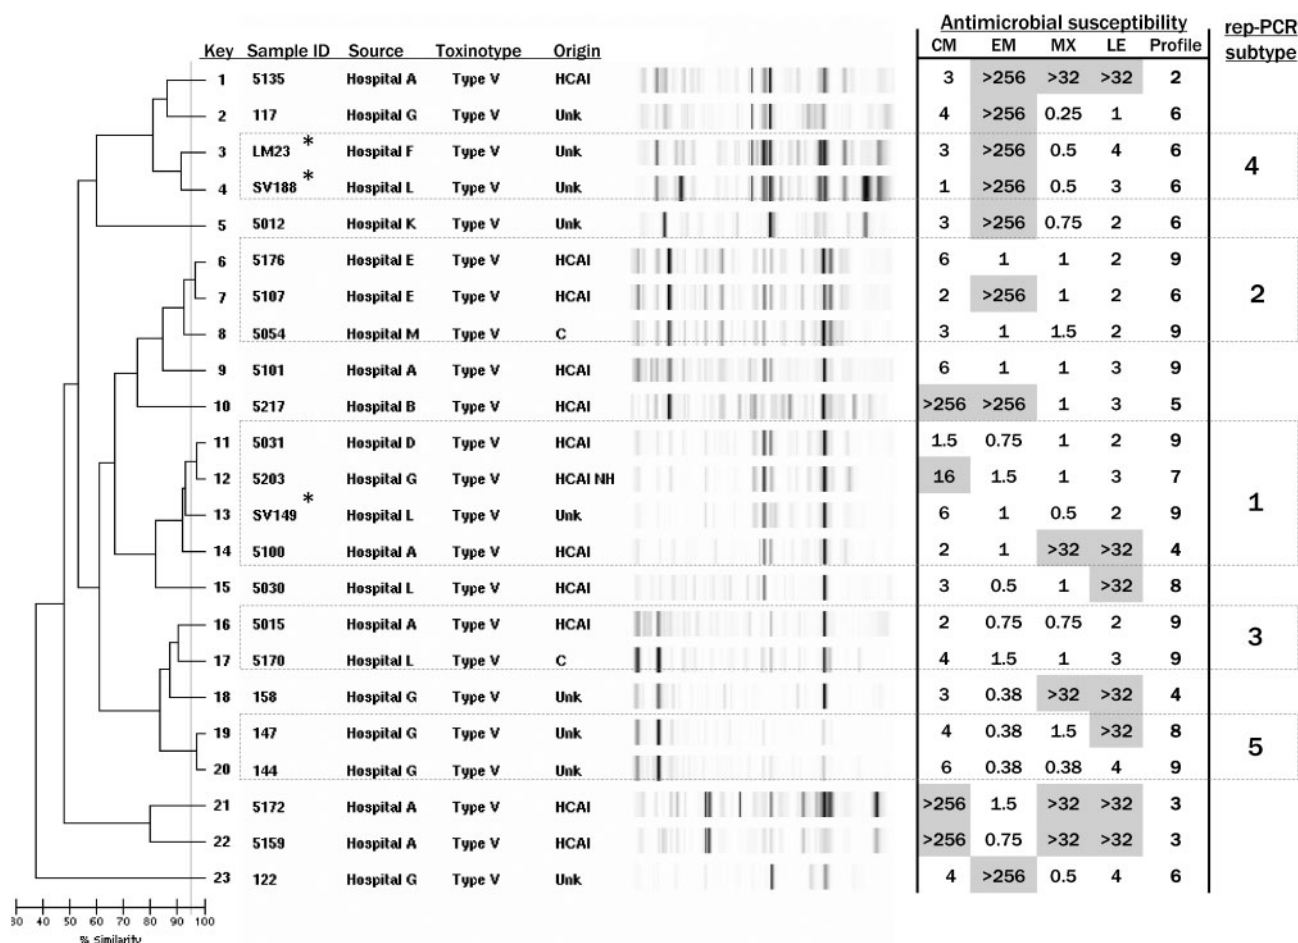 Antimicrobial susceptibility
rep-PCR
subtype
Key Sample ID Source Toxinotype Origin CM EM MX LE Profile
1 5135 Hospital A Type V HCAI 3 >256 >32 >32 2
2 117 Hospital G Type V Unk 4 >256 0.25 1 6
3 LM23 * Hospital F Type V Unk 3 >256 0.5 4 6
4
4 SV188 * Hospital L Type V Unk 1 >256 0.5 3 6
5 5012 Hospital K Type V Unk 3 >256 0.75 2 6
6 5176 Hospital E Type V HCAI 6 1 1 2 9
7 5107 Hospital E Type V HCAI 2 >256 1 2 6
2
8 5054 Hospital M Type V C 3 1 1.5 2 9
9 5101 Hospital A Type V HCAI 6 1 1 3 9
10 5217 Hospital B Type V HCAI >256 >256 1 3 5
11 5031 Hospital D Type V HCAI 1.5 0.75 1 2 9
12 5203 Hospital G Type V HCAI NH 16 1.5 1 3 7
1
13 SV149 * Hospital L Type V Unk 6 1 0.5 2 9
14 5100 Hospital A Type V HCAI 2 1 >32 >32 4
15 5030 Hospital L Type V HCAI 3 0.5 1 >32 8
16 5015 Hospital A Type V HCAI 2 0.75 0.75 2 9
3
17 5170 Hospital L Type V C 4 1.5 1 3 9
18 158 Hospital G Type V Unk 3 0.38 >32 >32 4
19 147 Hospital G Type V Unk 4 0.38 1.5 >32 8
5
20 144 Hospital G Type V Unk 6 0.38 0.38 4 9
21 5172 Hospital A Type V HCAI >256 1.5 >32 >32 3
22 5159 Hospital A Type V HCAI >256 0.75 >32 >32 3
23 122 Hospital G Type V Unk 4 >256 0.5 4 6
30 40 50 60 70 80 90 100
% Similarity